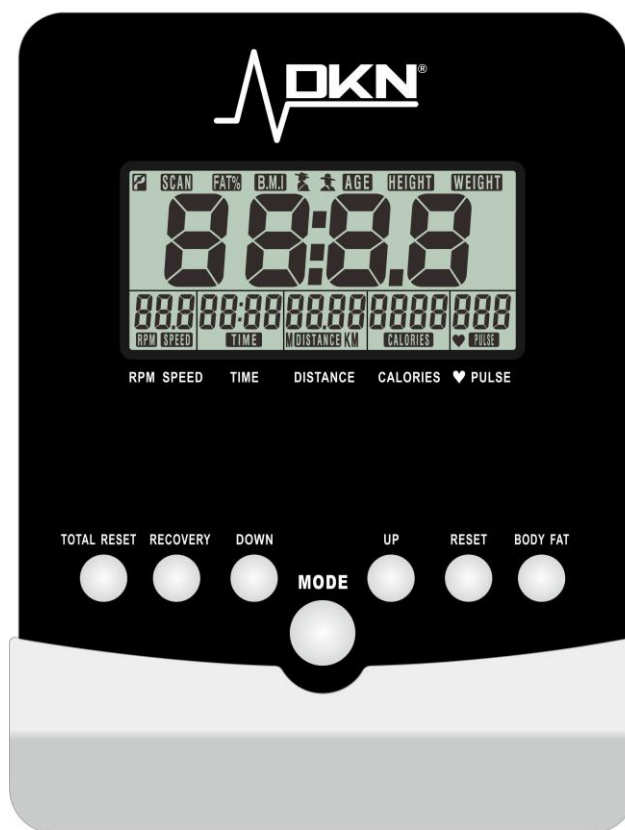 DKN®
P SCAN FAT% B.M.I AGE HEIGHT WEIGHT
88:8.8
88.8 88:88 88.88 8888 888
RPM SPEED TIME M DISTANCE KM CALORIES ♥ PULSE
RPM SPEED TIME DISTANCE CALORIES ♥ PULSE
TOTAL RESET RECOVERY DOWN UP RESET BODY FAT
MODE